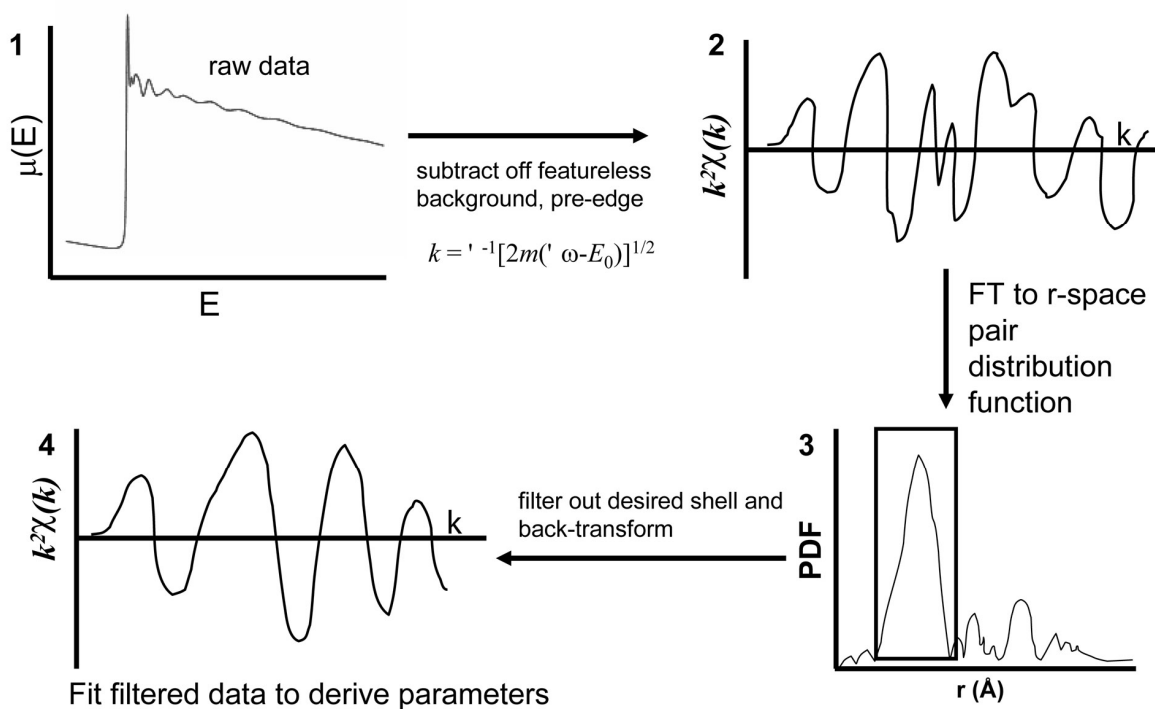 1
raw data
μ(E)
E
subtract off featureless
background, pre-edge
k = ' -1[2m(' ω-E0)]1/2
2
k
k2χ(k)
FT to r-space
pair
distribution
function
3
PDF
r (Å)
filter out desired shell and
back-transform
4
k
k2χ(k)
Fit filtered data to derive parameters